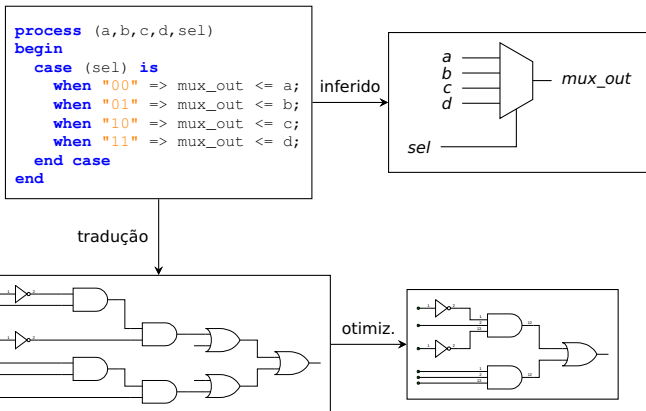 process (a,b,c,d,sel)
begin
case (sel) is
when "00" => mux_out <= a;
when "01" => mux_out <= b;
when "10" => mux_out <= c;
when "11" => mux_out <= d;
end case
end
inferido
a
b
c
d
mux_out
sel
tradução
otimiz.